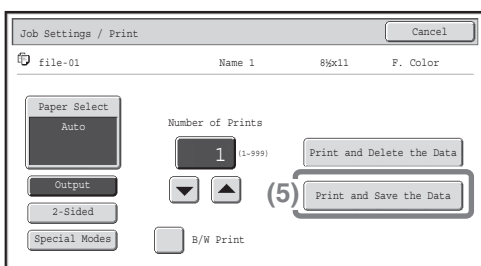 Job Settings / Print Cancel
file-01 Name 1 8½x11 F. Color
Paper Select
Auto
Number of Prints
1 (1~999)
Print and Delete the Data
Output
(5) Print and Save the Data
2-Sided
Special Modes
B/W Print